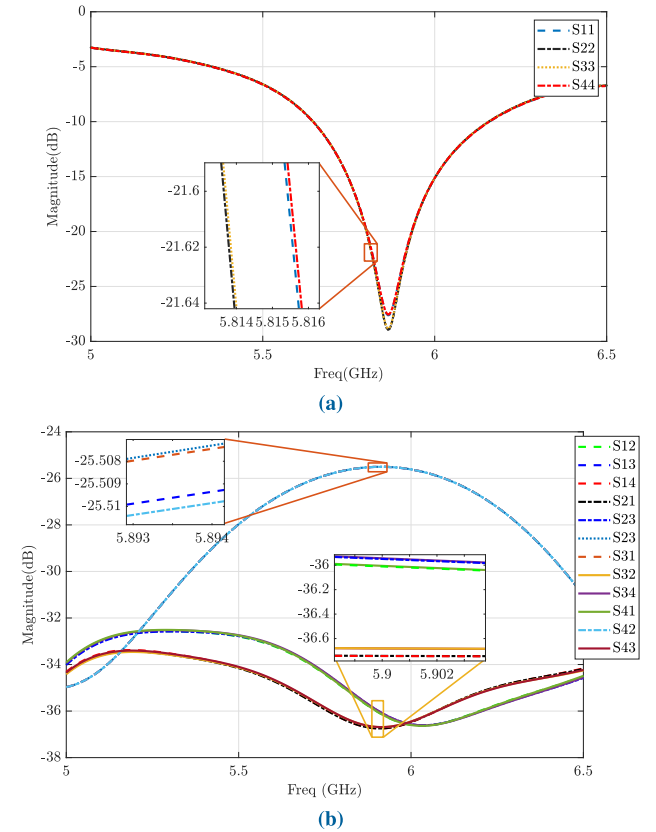 0
-5
-10
-15
-20
-25
-30
Magnitude(dB)
S11
S22
S33
S44
-21.6
-21.62
-21.64
5.814 5.815 5.816
5 5.5 6 6.5
Freq(GHz)
(a)
-24
-26
-28
-30
-32
-34
-36
-38
Magnitude(dB)
-25.508
-25.509
-25.51
5.893 5.894
-36
-36.2
-36.4
-36.6
5.9 5.902
S12
S13
S14
S21
S23
S23
S31
S32
S34
S41
S42
S43
5 5.5 6 6.5
Freq (GHz)
(b)